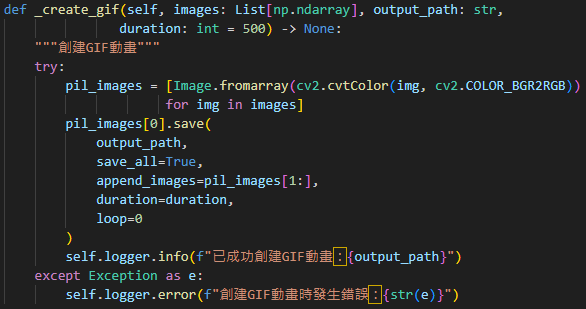 def _create_gif(self, images: List[np.ndarray], output_path: str,
                duration: int = 500) -> None:
    """創建GIF動畫"""
    try:
        pil_images = [Image.fromarray(cv2.cvtColor(img, cv2.COLOR_BGR2RGB))
                     for img in images]
        pil_images[0].save(
            output_path,
            save_all=True,
            append_images=pil_images[1:],
            duration=duration,
            loop=0
        )
        self.logger.info(f"已成功創建GIF動畫：{output_path}")
    except Exception as e:
        self.logger.error(f"創建GIF動畫時發生錯誤：{str(e)}")